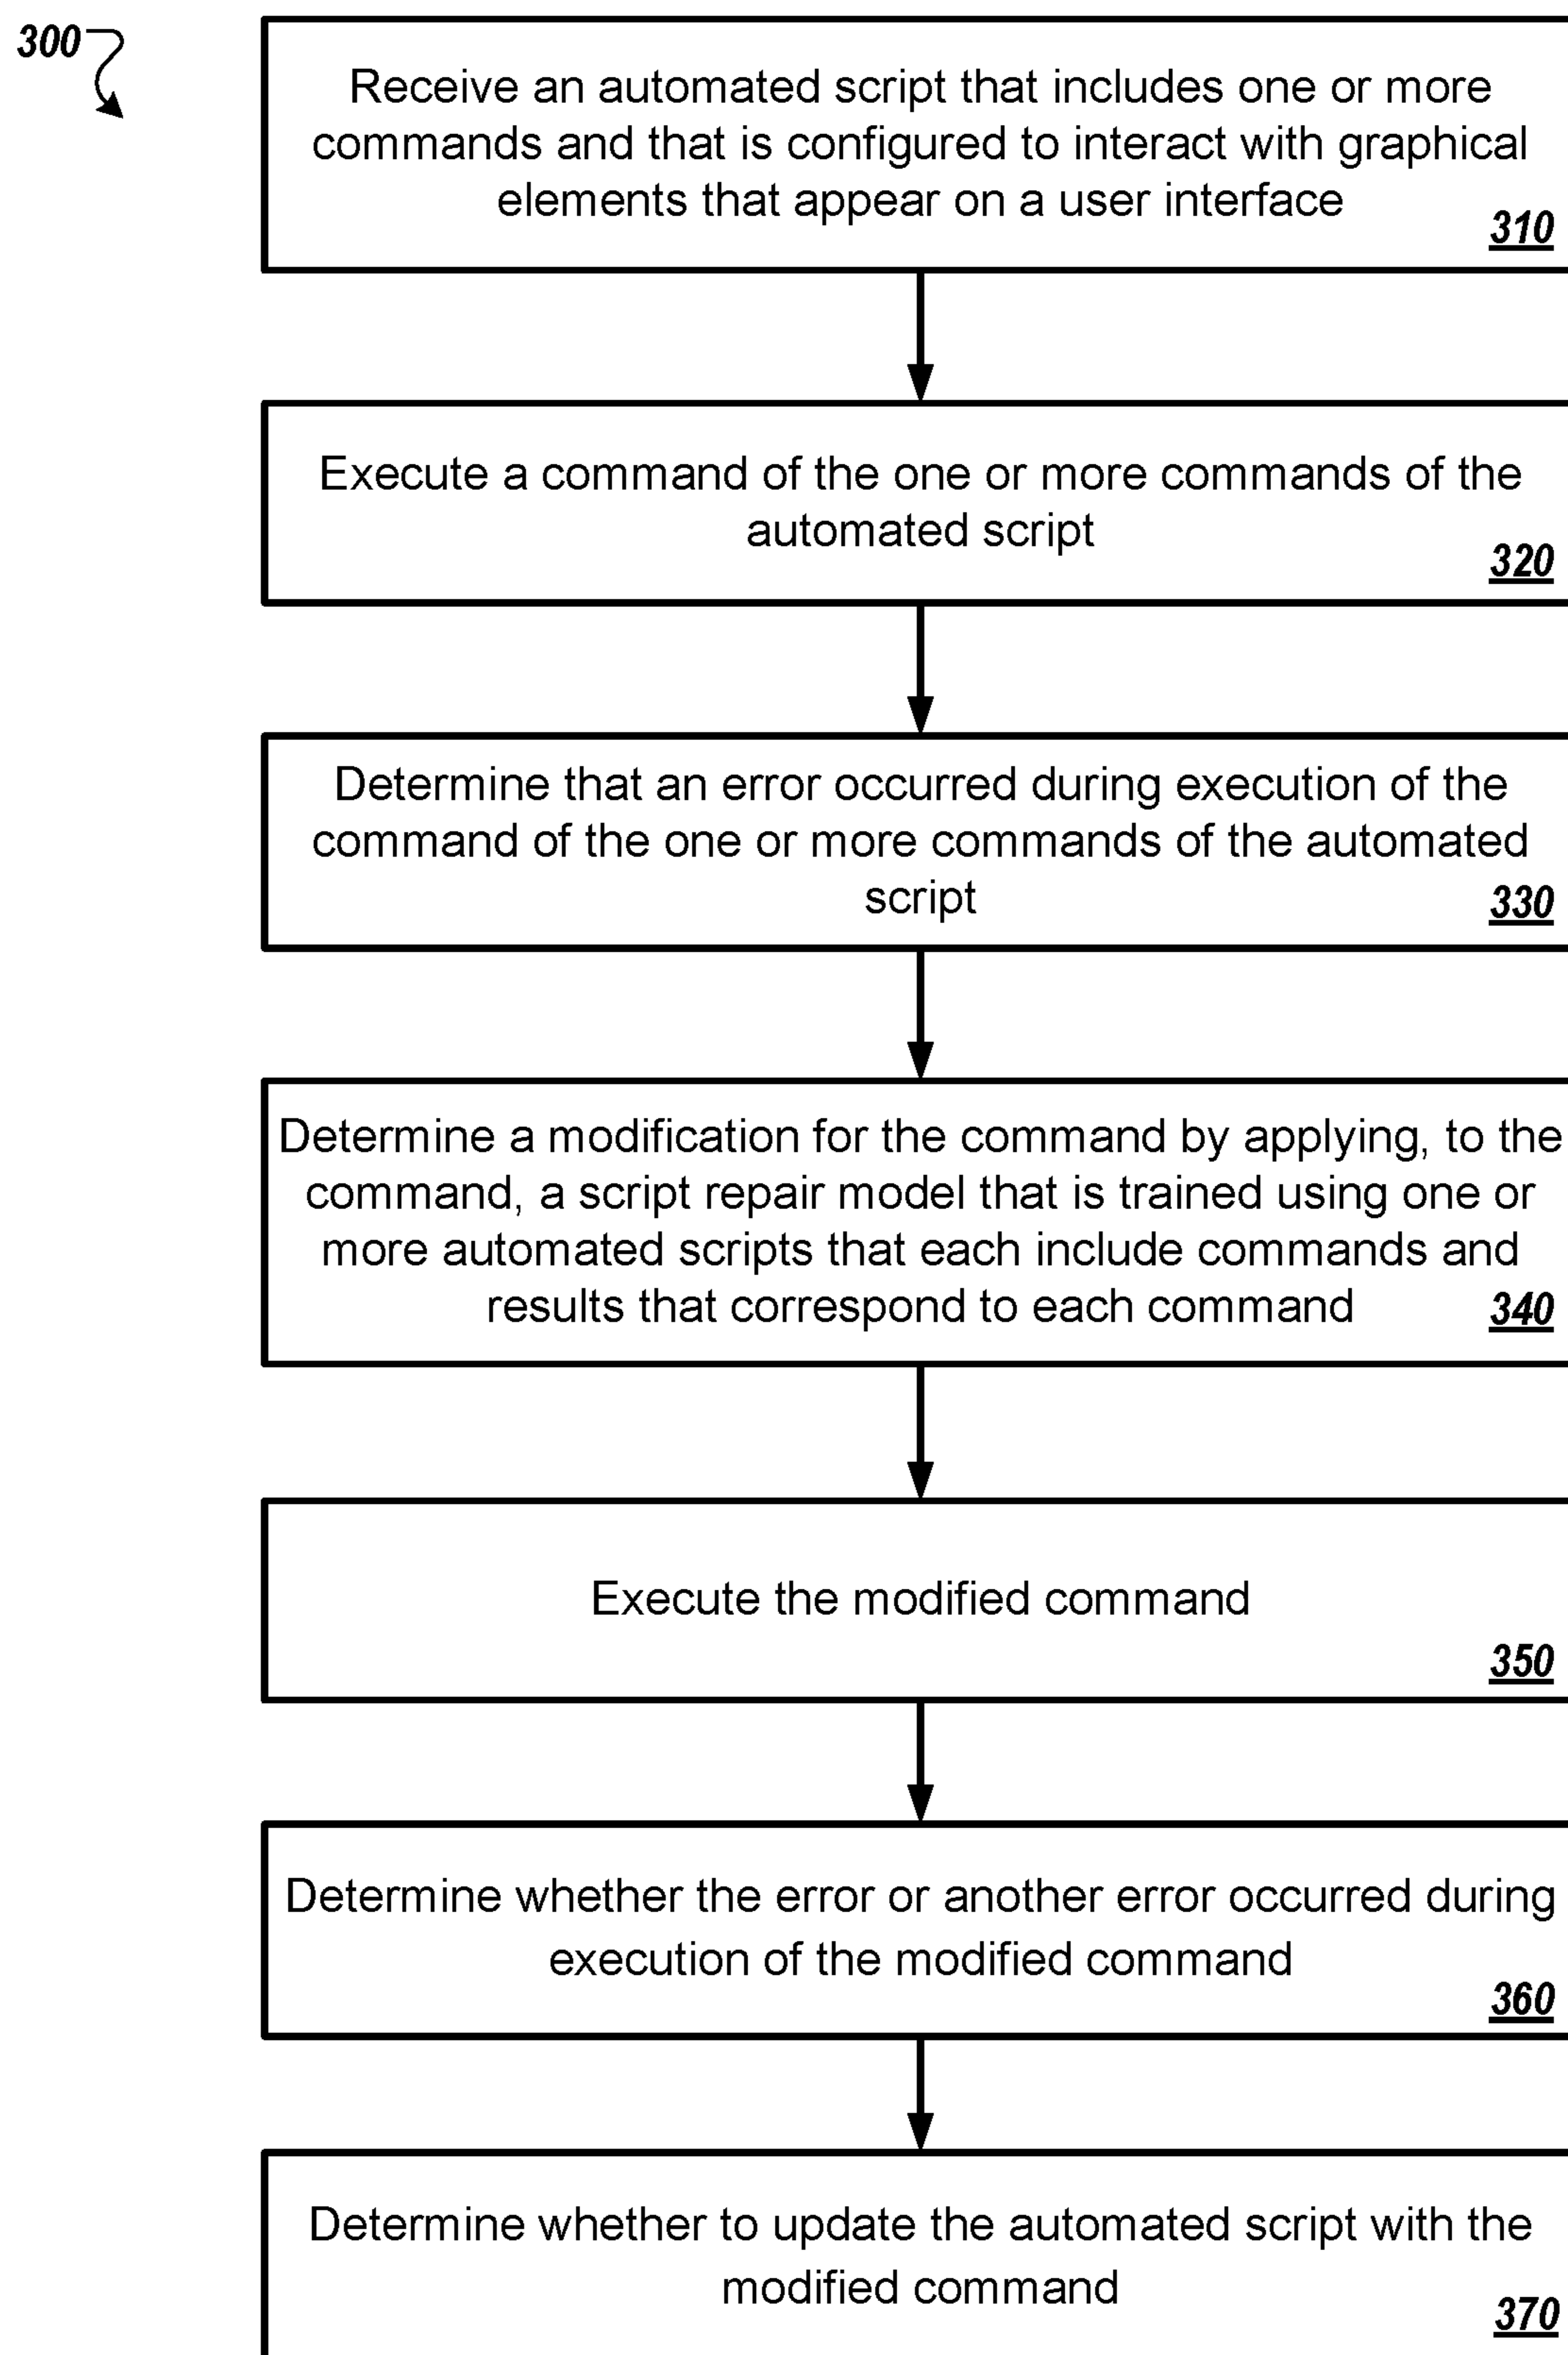 300
Receive an automated script that includes one or more
commands and that is configured to interact with graphical
elements that appear on a user interface
310
Execute a command of the one or more commands of the
automated script
320
Determine that an error occurred during execution of the
command of the one or more commands of the automated
script
330
Determine a modification for the command by applying, to the
command, a script repair model that is trained using one or
more automated scripts that each include commands and
results that correspond to each command
340
Execute the modified command
350
Determine whether the error or another error occurred during
execution of the modified command
360
Determine whether to update the automated script with the
modified command
370